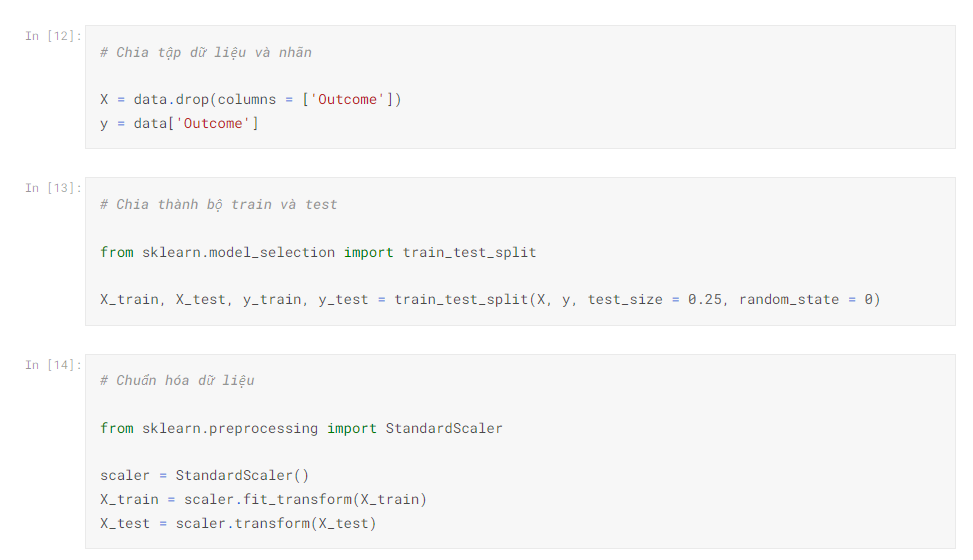 In [12]:
# Chia tập dữ liệu và nhãn
X = data.drop(columns = ['Outcome'])
y = data['Outcome']
In [13]:
# Chia thành bộ train và test
from sklearn.model_selection import train_test_split
X_train, X_test, y_train, y_test = train_test_split(X, y, test_size = 0.25, random_state = 0)
In [14]:
# Chuẩn hóa dữ liệu
from sklearn.preprocessing import StandardScaler
scaler = StandardScaler()
X_train = scaler.fit_transform(X_train)
X_test = scaler.transform(X_test)